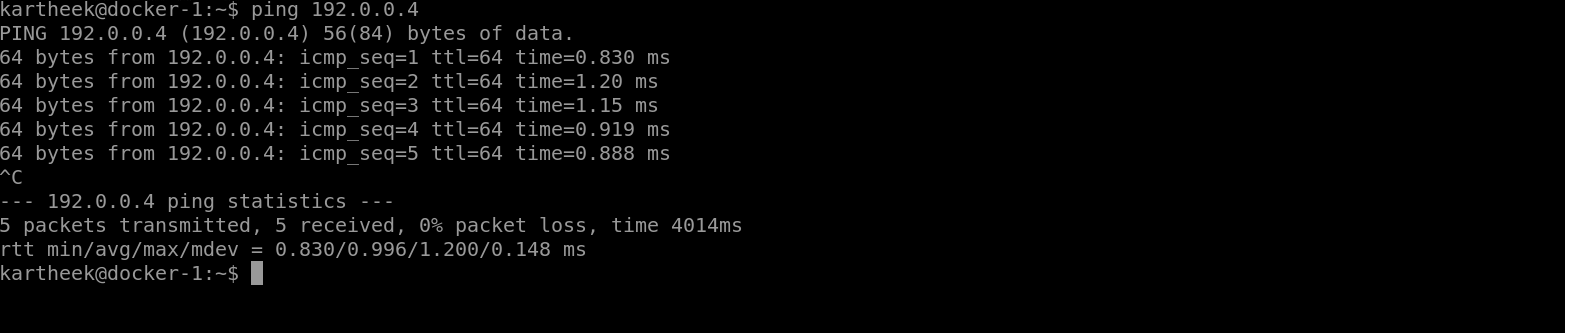 kartheek@docker-1:~$ ping 192.0.0.4
PING 192.0.0.4 (192.0.0.4) 56(84) bytes of data.
64 bytes from 192.0.0.4: icmp_seq=1 ttl=64 time=0.830 ms
64 bytes from 192.0.0.4: icmp_seq=2 ttl=64 time=1.20 ms
64 bytes from 192.0.0.4: icmp_seq=3 ttl=64 time=1.15 ms
64 bytes from 192.0.0.4: icmp_seq=4 ttl=64 time=0.919 ms
64 bytes from 192.0.0.4: icmp_seq=5 ttl=64 time=0.888 ms
^C
--- 192.0.0.4 ping statistics ---
5 packets transmitted, 5 received, 0% packet loss, time 4014ms
rtt min/avg/max/mdev = 0.830/0.996/1.200/0.148 ms
kartheek@docker-1:~$